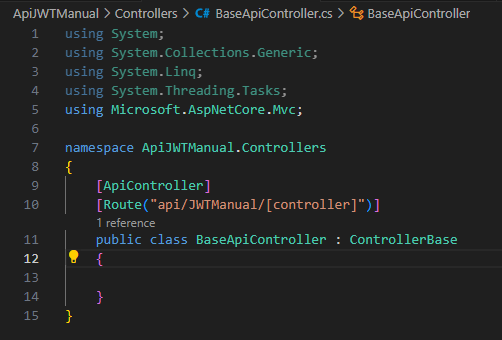 ApiJWTManual > Controllers > C# BaseApiController.cs > BaseApiController
1 using System;
2 using System.Collections.Generic;
3 using System.Linq;
4 using System.Threading.Tasks;
5 using Microsoft.AspNetCore.Mvc;
6
7 namespace ApiJWTManual.Controllers
8 {
9 [ApiController]
10 [Route("api/JWTManual/[controller]")]
1 reference
11 public class BaseApiController : ControllerBase
12 {
13
14 }
15 }